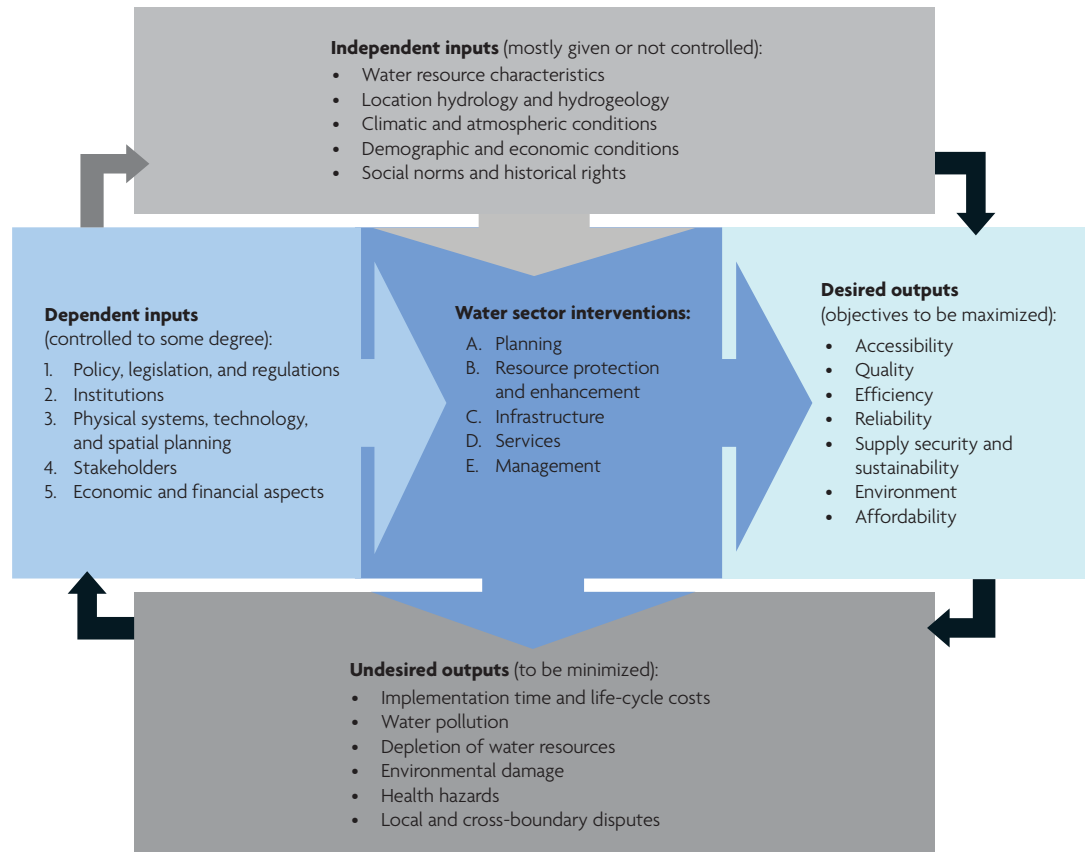 Independent inputs (mostly given or not controlled):
• Water resource characteristics
• Location hydrology and hydrogeology
• Climatic and atmospheric conditions
• Demographic and economic conditions
• Social norms and historical rights
Dependent inputs
(controlled to some degree):
1. Policy, legislation, and regulations
2. Institutions
3. Physical systems, technology,
and spatial planning
4. Stakeholders
5. Economic and financial aspects
Water sector interventions:
A. Planning
B. Resource protection
and enhancement
C. Infrastructure
D. Services
E. Management
Desired outputs
(objectives to be maximized):
• Accessibility
• Quality
• Efficiency
• Reliability
• Supply security and
sustainability
• Environment
• Affordability
Undesired outputs (to be minimized):
• Implementation time and life-cycle costs
• Water pollution
• Depletion of water resources
• Environmental damage
• Health hazards
• Local and cross-boundary disputes